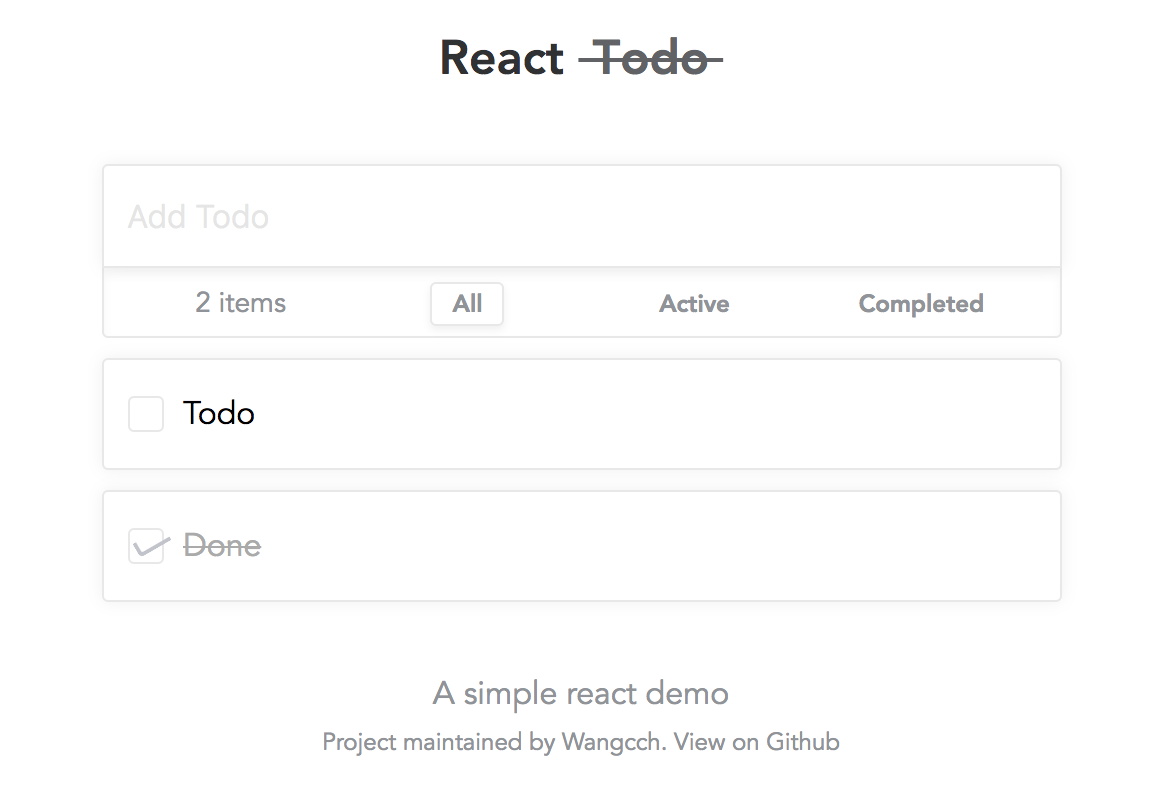 React Todo
Add Todo
2 items All Active Completed
Todo
Done
A simple react demo
Project maintained by Wangcch. View on Github